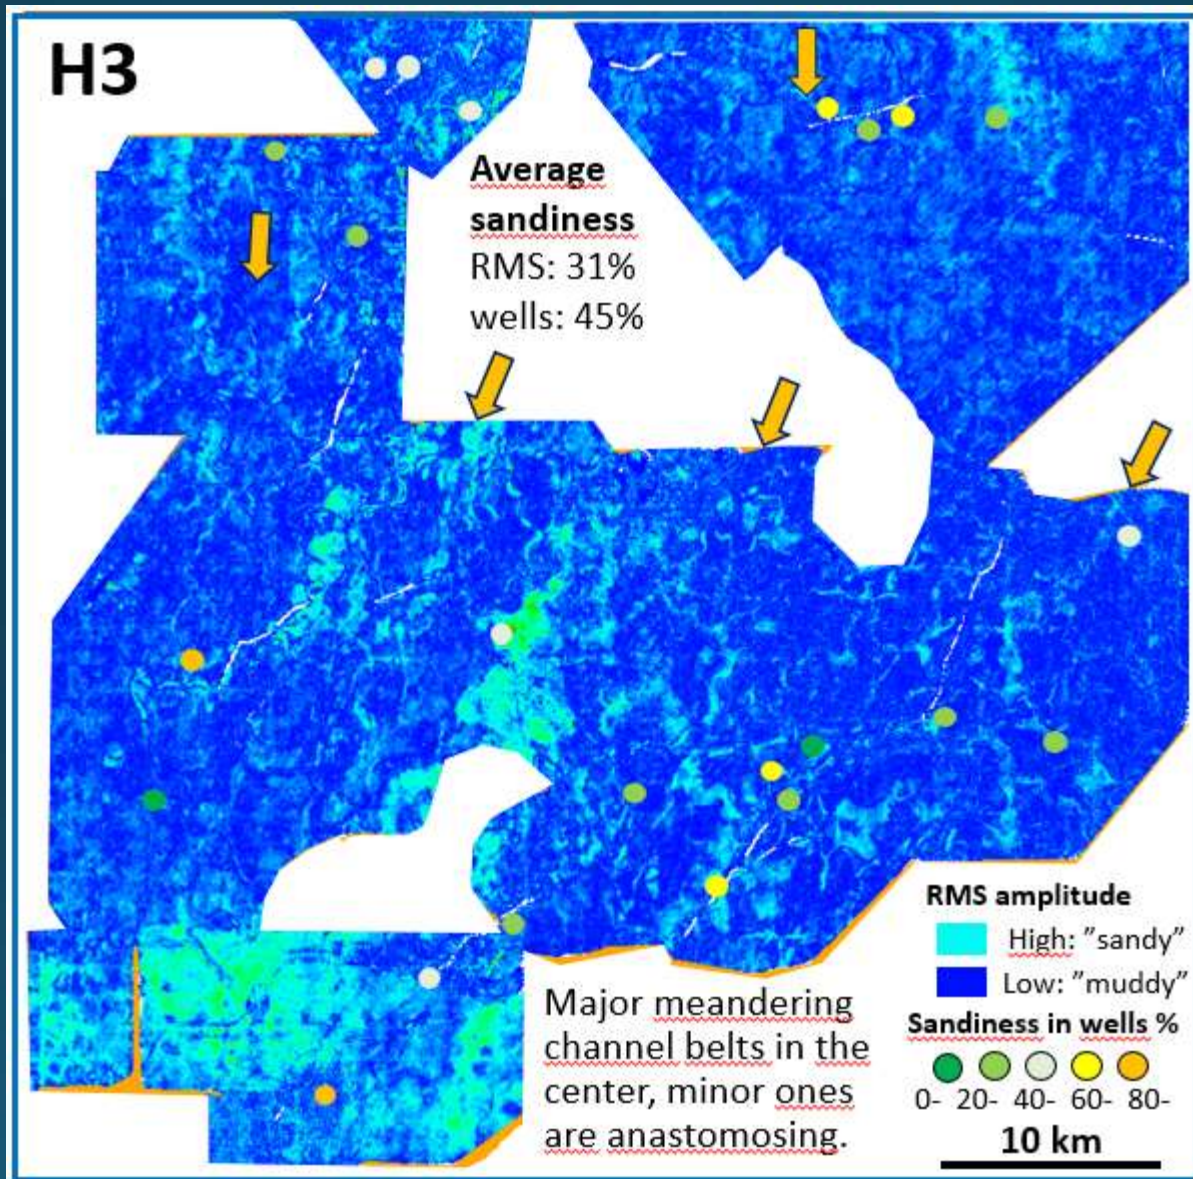 H3
Average
sandiness
RMS: 31%
wells: 45%
RMS amplitude
High: ”sandy”
Low: ”muddy”
Sandiness in wells %
0- 20- 40- 60- 80-
10 km
Major meandering
channel belts in the
center, minor ones
are anastomosing.